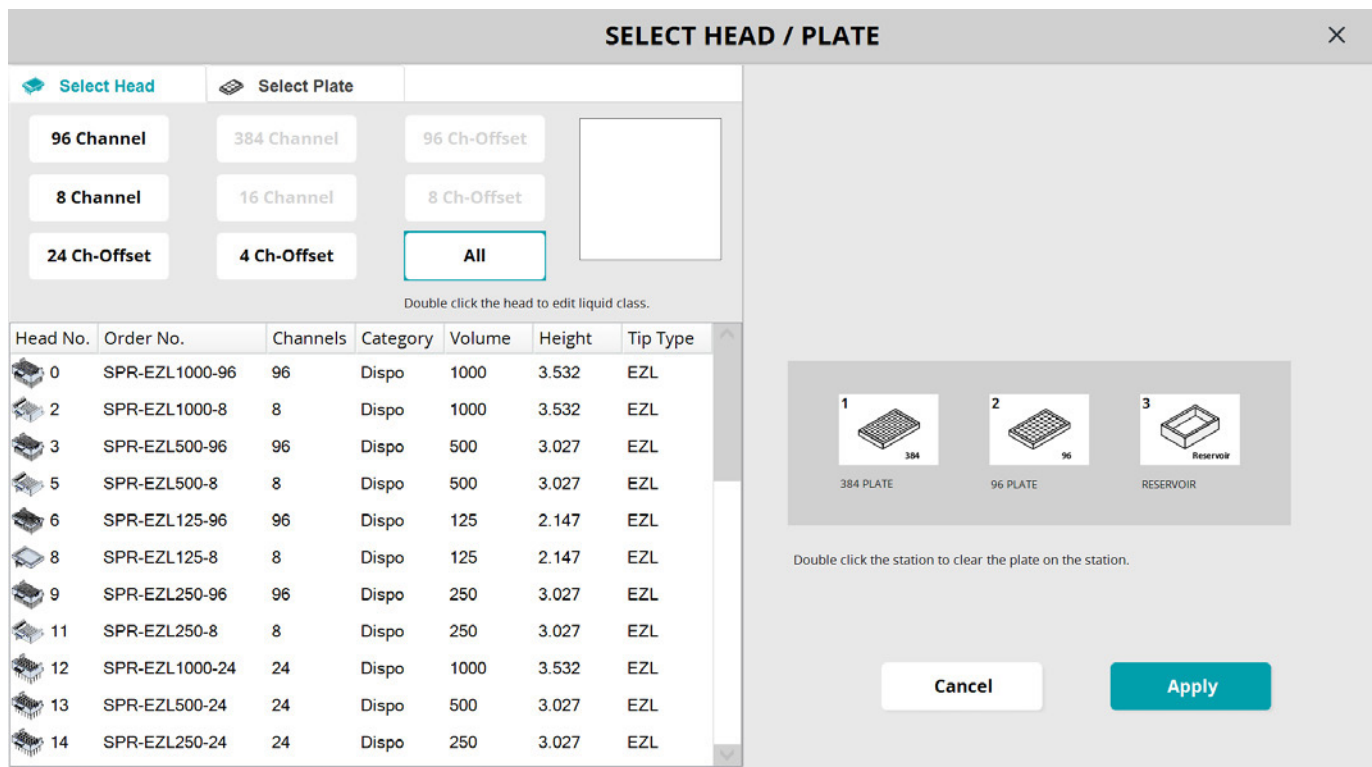 SELECT HEAD / PLATE
Select Head Select Plate
96 Channel 384 Channel 96 Ch-Offset
8 Channel 16 Channel 8 Ch-Offset
24 Ch-Offset 4 Ch-Offset All
Double click the head to edit liquid class.
Head No. Order No. Channels Category Volume Height Tip Type
0 SPR-EZL1000-96 96 Dispo 1000 3.532 EZL
2 SPR-EZL1000-8 8 Dispo 1000 3.532 EZL
3 SPR-EZL500-96 96 Dispo 500 3.027 EZL
5 SPR-EZL500-8 8 Dispo 500 3.027 EZL
6 SPR-EZL125-96 96 Dispo 125 2.147 EZL
8 SPR-EZL125-8 8 Dispo 125 2.147 EZL
9 SPR-EZL250-96 96 Dispo 250 3.027 EZL
11 SPR-EZL250-8 8 Dispo 250 3.027 EZL
12 SPR-EZL1000-24 24 Dispo 1000 3.532 EZL
13 SPR-EZL500-24 24 Dispo 500 3.027 EZL
14 SPR-EZL250-24 24 Dispo 250 3.027 EZL
1 2 3
384 96 Reservoir
384 PLATE 96 PLATE RESERVOIR
Double click the station to clear the plate on the station.
Cancel Apply